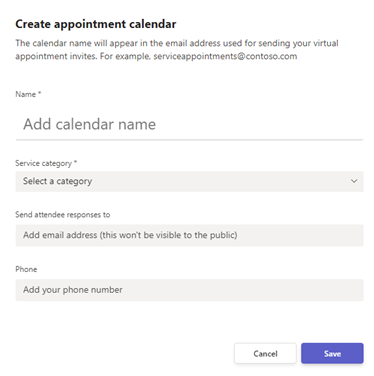 Create appointment calendar
The calendar name will appear in the email address used for sending your virtual
appointment invites. For example, serviceappointments@contoso.com
Name *
Add calendar name
Service category *
Select a category
Send attendee responses to
Add email address (this won't be visible to the public)
Phone
Add your phone number
Cancel
Save